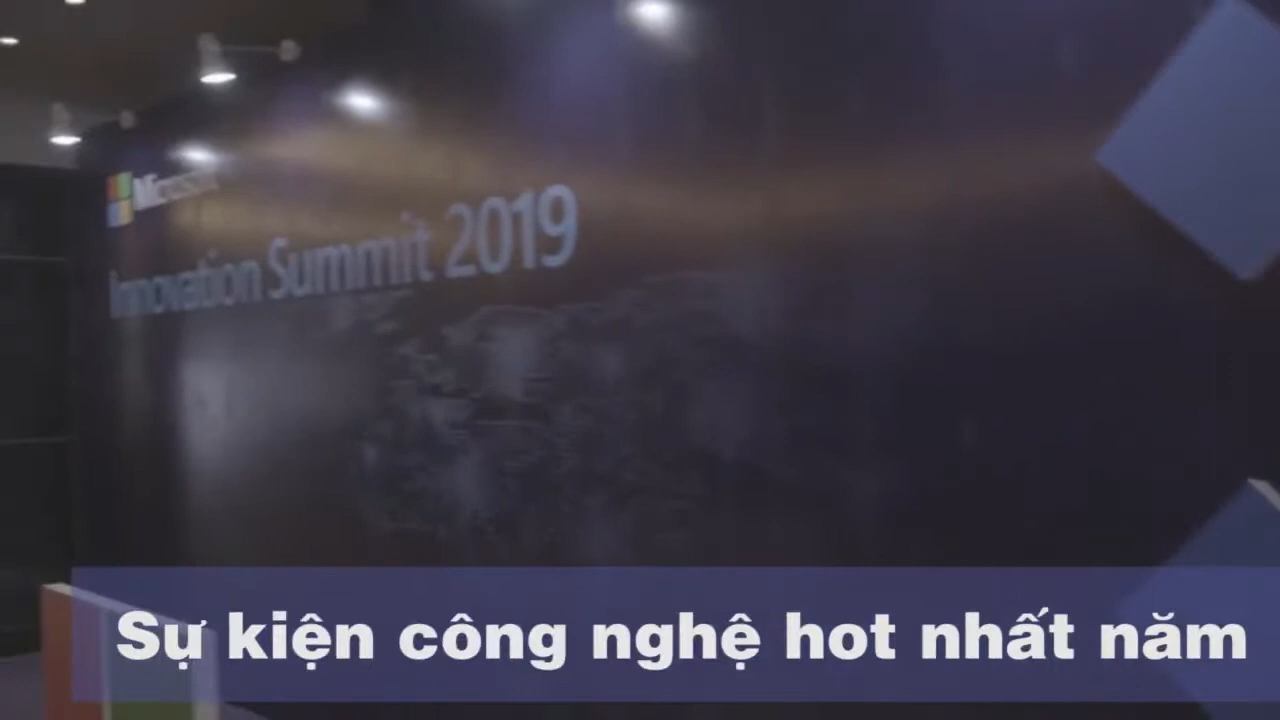 Microsoft
Innovation Summit 2019
Sự kiện công nghệ hot nhất năm